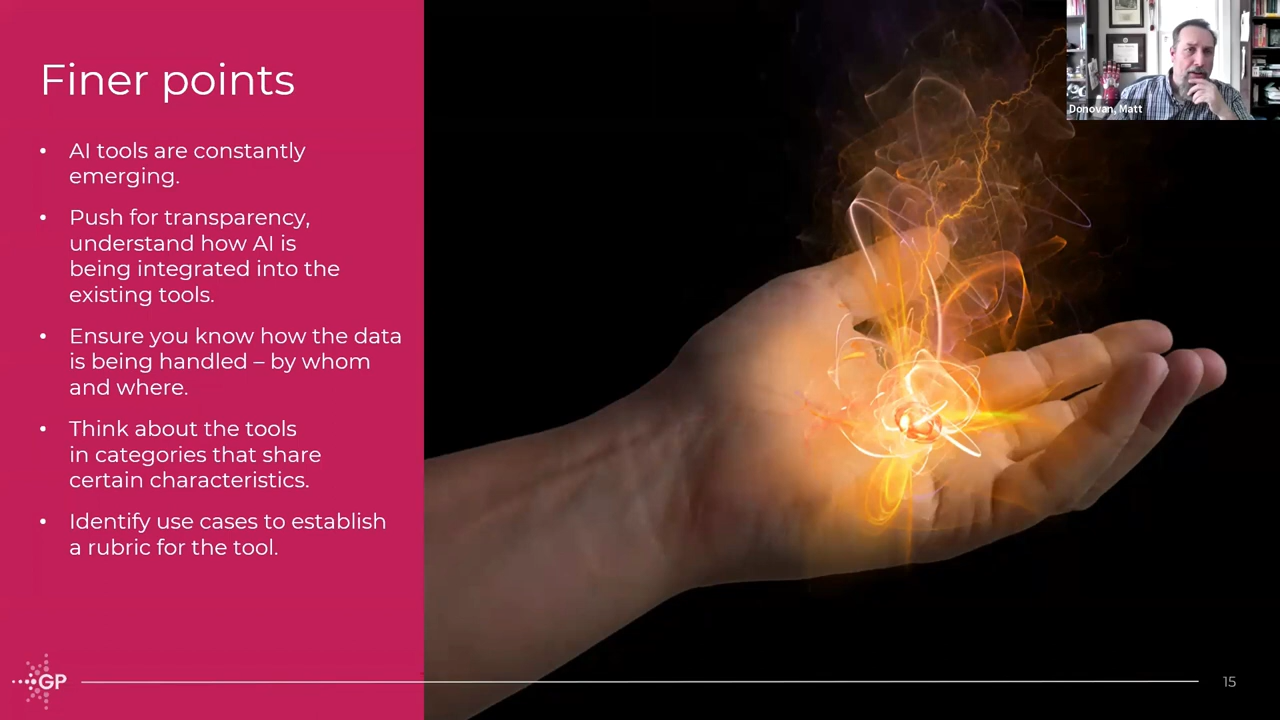 Finer points
• AI tools are constantly
emerging.
• Push for transparency,
understand how AI is
being integrated into the
existing tools.
• Ensure you know how the data
is being handled – by whom
and where.
• Think about the tools
in categories that share
certain characteristics.
• Identify use cases to establish
a rubric for the tool.
Donovan, Matt
GP
15